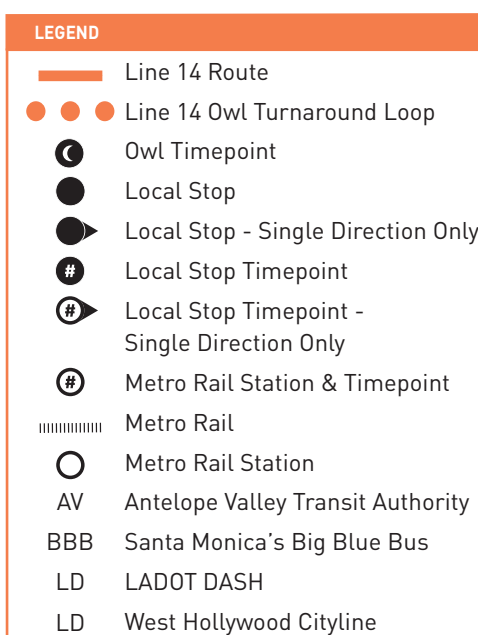 LEGEND
Line 14 Route
Line 14 Owl Turnaround Loop
Owl Timepoint
Local Stop
Local Stop - Single Direction Only
# Local Stop Timepoint
# Local Stop Timepoint -
Single Direction Only
# Metro Rail Station & Timepoint
Metro Rail
Metro Rail Station
AV Antelope Valley Transit Authority
BBB Santa Monica's Big Blue Bus
LD LADOT DASH
LD West Hollywood Cityline